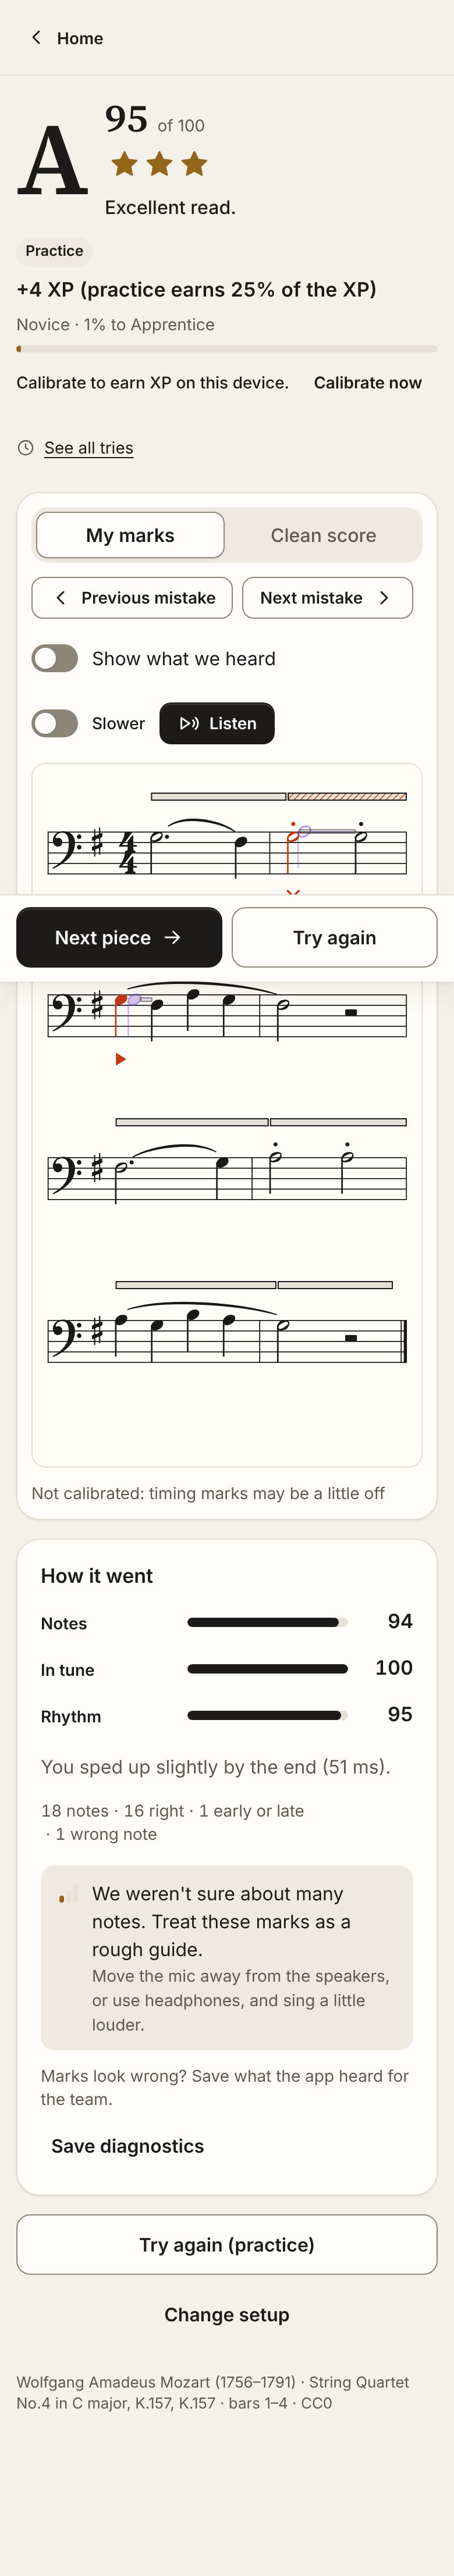 Home
A
95 of 100
Excellent read.
Practice
+4 XP (practice earns 25% of the XP)
Novice · 1% to Apprentice
Calibrate to earn XP on this device. Calibrate now
See all tries
My marks Clean score
Previous mistake Next mistake
Show what we heard
Slower Listen
4
4
Next piece Try again
Not calibrated: timing marks may be a little off
How it went
Notes 94
In tune 100
Rhythm 95
You sped up slightly by the end (51 ms).
18 notes · 16 right · 1 early or late
· 1 wrong note
We weren't sure about many
notes. Treat these marks as a
rough guide.
Move the mic away from the speakers,
or use headphones, and sing a little
louder.
Marks look wrong? Save what the app heard for
the team.
Save diagnostics
Try again (practice)
Change setup
Wolfgang Amadeus Mozart (1756–1791) · String Quartet
No.4 in C major, K.157, K.157 · bars 1–4 · CC0